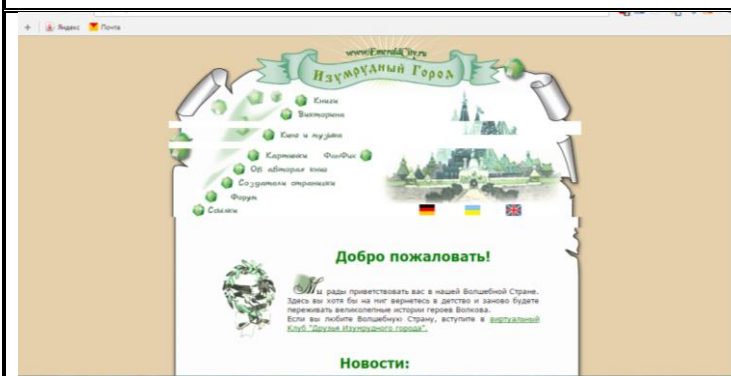 Яндекс Почта
www.EmeraldCity.ru
Изумрудный Город
Книги
Викторина
Кино и музыка
Картинки ФанФик
Об авторах книг
Создатели странички
Форум
Ссылки
Добро пожаловать!
Мы рады приветствовать вас в нашей Волшебной Стране.
Здесь вы хотя бы на миг вернетесь в детство и заново будете
переживать великолепные истории героев Волкова.
Если вы любите Волшебную Страну, вступите в виртуальный
Клуб "Друзья Изумрудного города".
Новости: